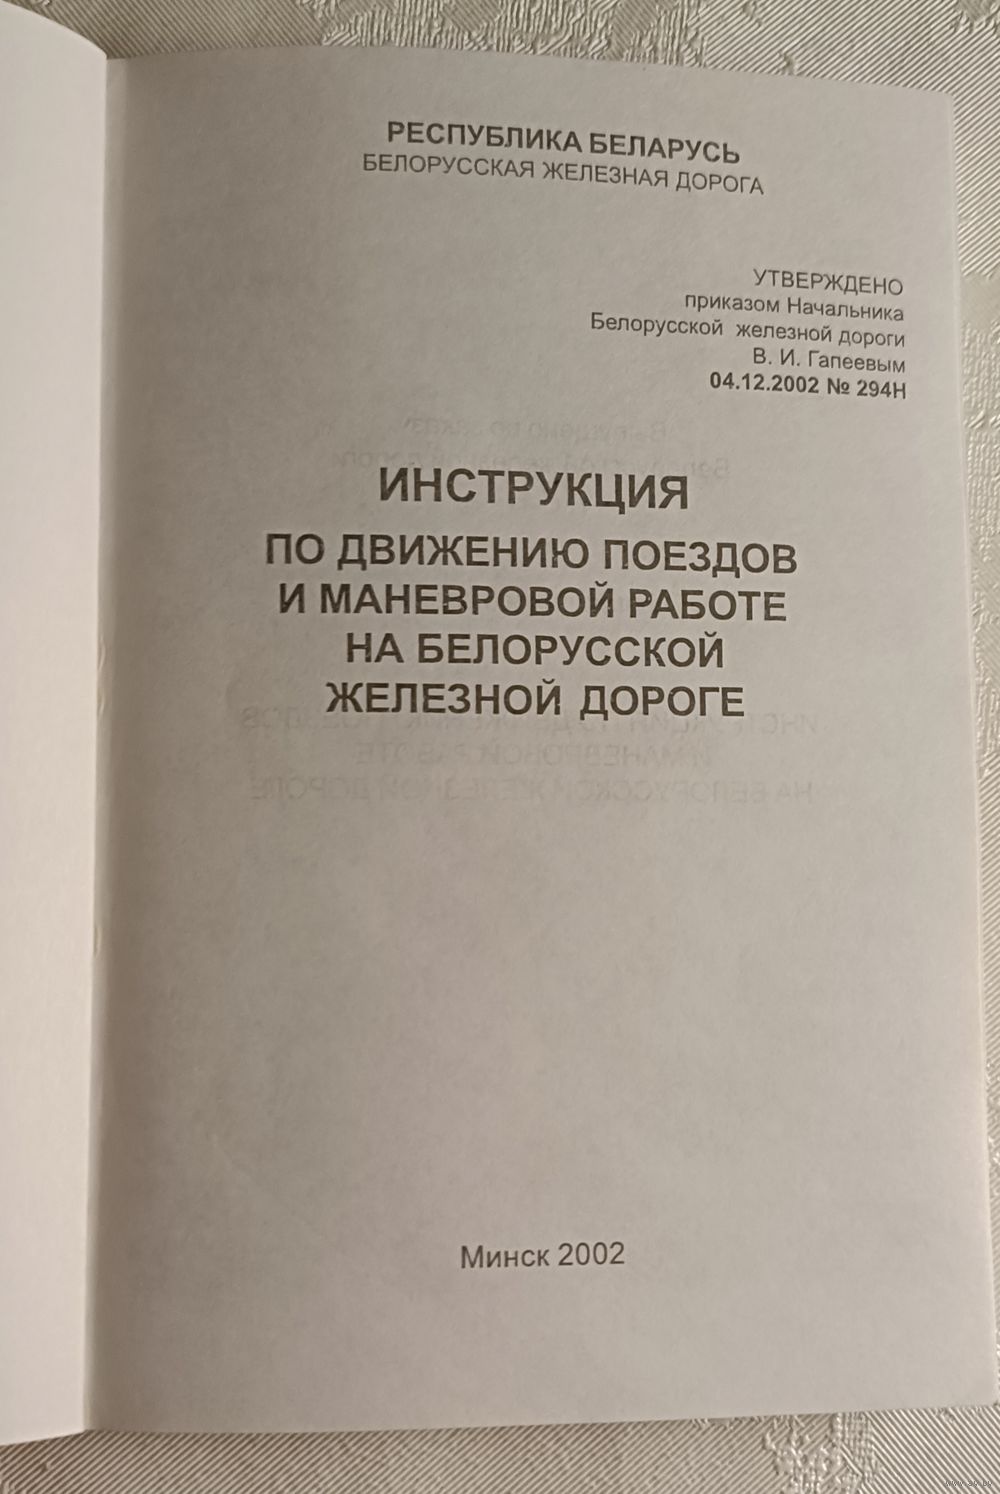 РЕСПУБЛИКА БЕЛАРУСЬ
БЕЛОРУССКАЯ ЖЕЛЕЗНАЯ ДОРОГА
УТВЕРЖДЕНО
приказом Начальника
Белорусской железной дороги
В. И. Гапеевым
04.12.2002 № 294Н
ИНСТРУКЦИЯ
ПО ДВИЖЕНИЮ ПОЕЗДОВ
И МАНЕВРОВОЙ РАБОТЕ
НА БЕЛОРУССКОЙ
ЖЕЛЕЗНОЙ ДОРОГЕ
Минск 2002